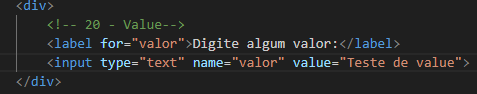 <div>
<!-- 20 - Value-->
<label for="valor">Digite algum valor:</label>
<input type="text" name="valor" value="Teste de value">
</div>